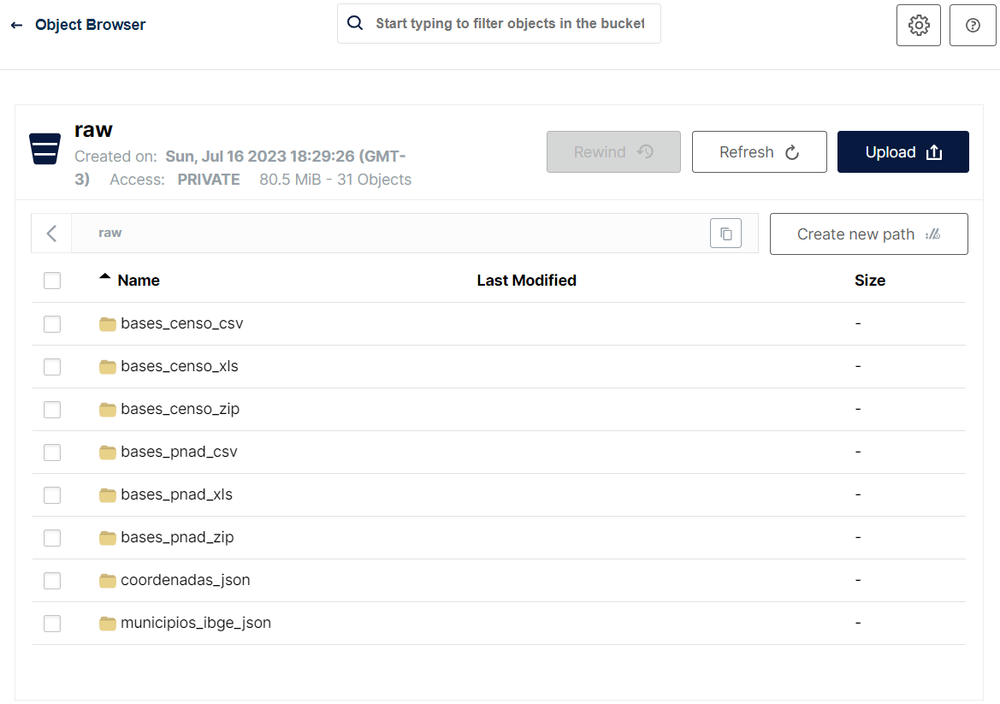 Object Browser
Start typing to filter objects in the bucket
raw
Created on: Sun, Jul 16 2023 18:29:26 (GMT-
3) Access: PRIVATE 80.5 MiB - 31 Objects
Rewind
Refresh
Upload
raw
Create new path
Name Last Modified Size
bases_censo_csv -
bases_censo_xls -
bases_censo_zip -
bases_pnad_csv -
bases_pnad_xls -
bases_pnad_zip -
coordenadas_json -
municipios_ibge_json -